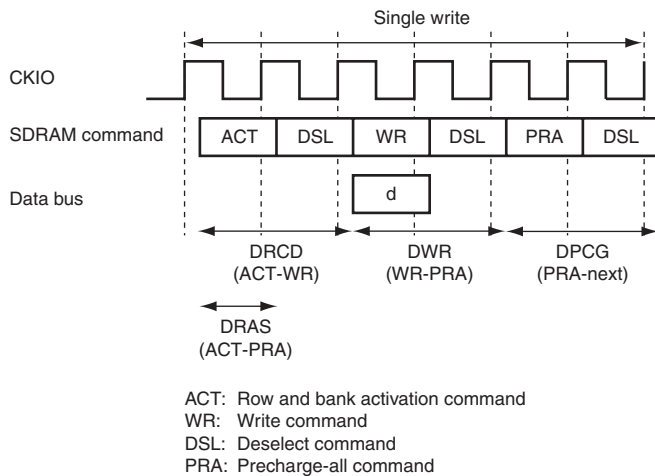 Single write
CKIO
SDRAM command
ACT DSL WR DSL PRA DSL
Data bus
d
DRCD
(ACT-WR)
DWR
(WR-PRA)
DPCG
(PRA-next)
DRAS
(ACT-PRA)
ACT: Row and bank activation command
WR: Write command
DSL: Deselect command
PRA: Precharge-all command